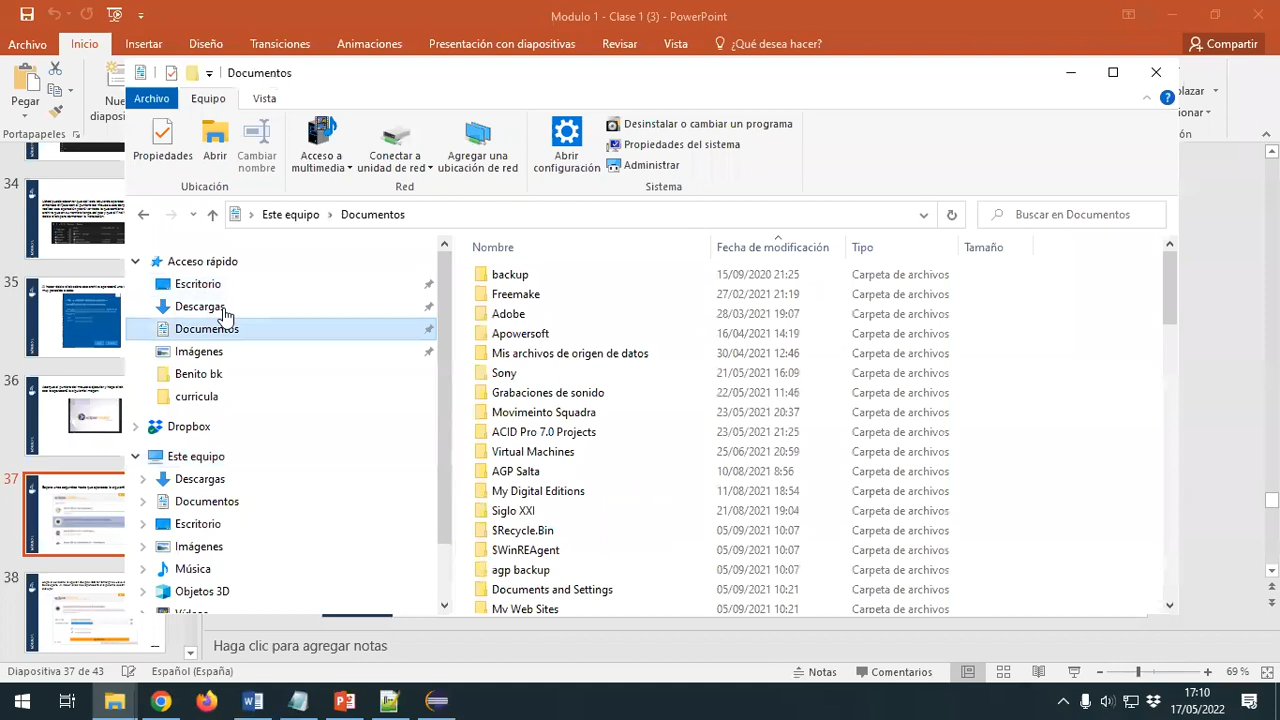 Modulo 1 - Clase 1 (3) - PowerPoint
Archivo Inicio Insertar Diseño Transiciones Animaciones Presentación con diapositivas Revisar Vista ¿Qué desea hacer? Compartir
Pegar
Portapapeles
Documentos
Archivo Equipo Vista
Propiedades
Abrir
Cambiar nombre
Ubicación
Acceso a multimedia
Conectar a unidad de red
Agregar una ubicación de red
Red
Abrir configuración
Desinstalar o cambiar un programa
Propiedades del sistema
Administrar
Sistema
Este equipo › Documentos
Buscar en Documentos
Acceso rápido
Escritorio
Descargas
Documentos
Imágenes
Benito bk
curricula
Dropbox
Este equipo
Descargas
Documentos
Escritorio
Imágenes
Música
Objetos 3D
Nombre Fecha de modificación Tipo Tamaño
backup 15/09/2020 21:25 Carpeta de archivos
Freemake 27/02/2021 21:19 Carpeta de archivos
Adobe 28/03/2021 19:07 Carpeta de archivos
Apowersoft 16/04/2021 14:19 Carpeta de archivos
Mis archivos de origen de datos 30/04/2021 12:46 Carpeta de archivos
Sony 21/05/2021 16:09 Carpeta de archivos
Grabaciones de sonido 22/05/2021 11:46 Carpeta de archivos
Movimeinto Squadra 23/05/2021 20:37 Carpeta de archivos
ACID Pro 7.0 Projects 23/05/2021 21:25 Carpeta de archivos
Virtual Machines 25/06/2021 20:59 Carpeta de archivos
AGP Salta 10/08/2021 8:56 Carpeta de archivos
My Digital Editions 11/08/2021 18:54 Carpeta de archivos
Siglo XXI 21/08/2021 19:04 Carpeta de archivos
$Recycle.Bin 05/09/2021 10:07 Carpeta de archivos
$WinREAgent 05/09/2021 10:07 Carpeta de archivos
agp backup 05/09/2021 10:07 Carpeta de archivos
Documents and Settings 05/09/2021 10:21 Carpeta de archivos
My Web Sites 05/09/2021 10:21 Carpeta de archivos
34
35
36
37
38
Haga clic para agregar notas
Diapositiva 37 de 43 Español (España) Notas Comentarios 69 %
17:10
17/05/2022